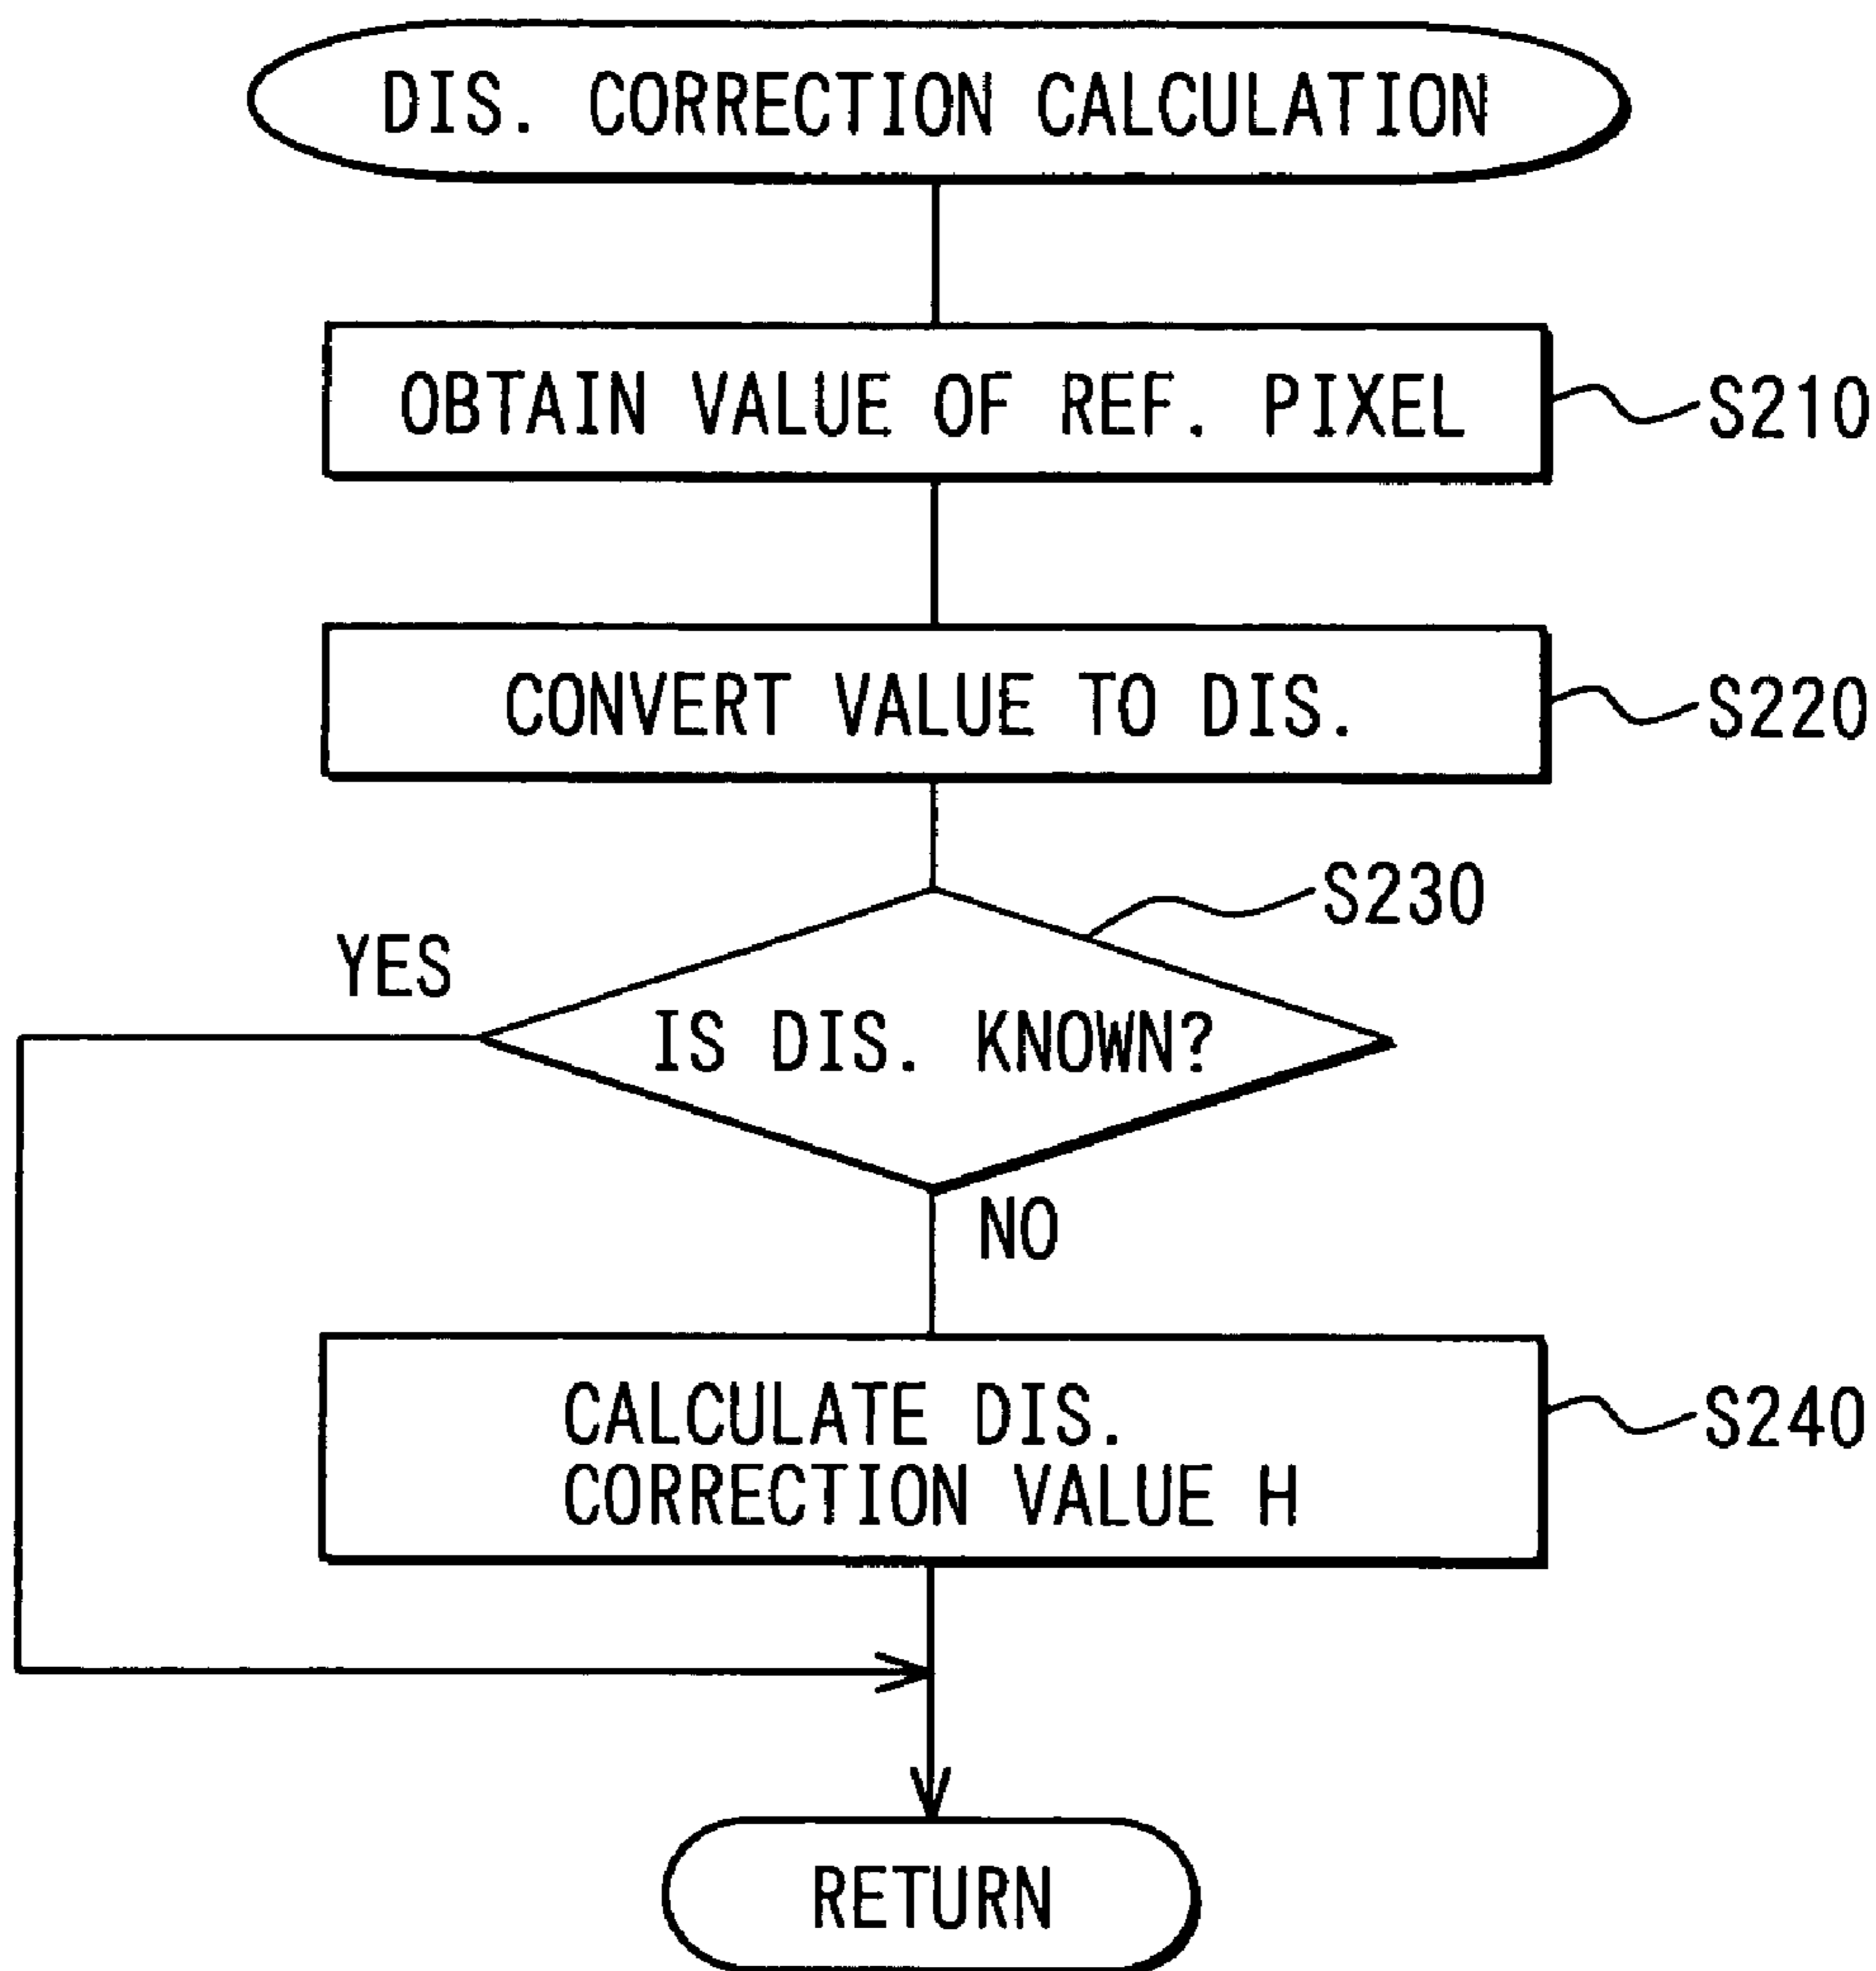 DIS. CORRECTION CALCULATION
OBTAIN VALUE OF REF. PIXEL
S210
CONVERT VALUE TO DIS.
S220
S230
YES
IS DIS. KNOWN?
NO
CALCULATE DIS.
CORRECTION VALUE H
S240
RETURN